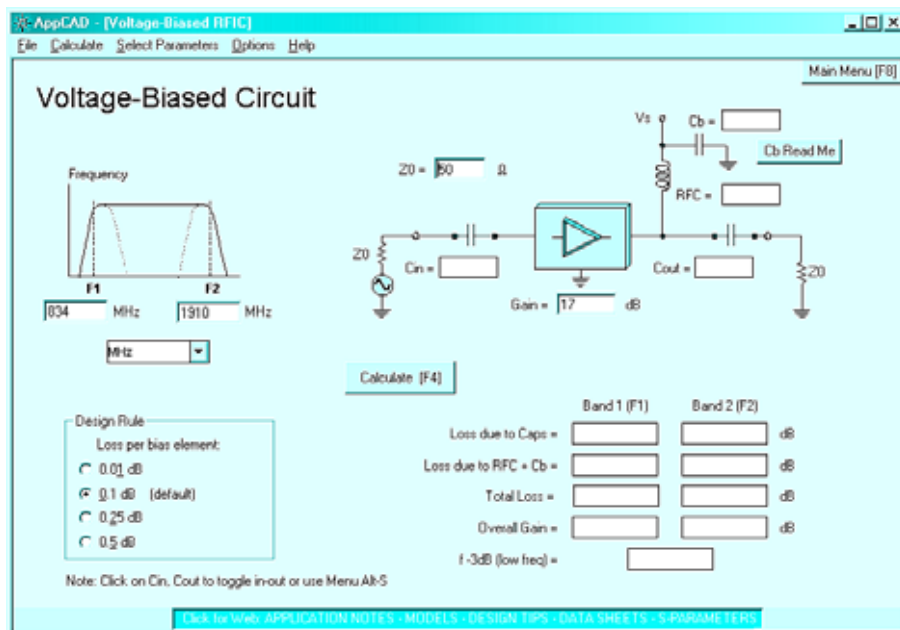 AppCAD - [Voltage-Biased RFIC]
File Calculate Select Parameters Options Help
Main Menu [F8]
Voltage-Biased Circuit
Vs
Cb =
Cb Read Me
Z0 = 50 Ω
RFC =
Frequency
Z0
Cin =
Cout =
Z0
F1 F2
Gain = 17 dB
834 MHz 1910 MHz
MHz
Calculate [F4]
Band 1 (F1) Band 2 (F2)
Design Rule
Loss per bias element:
0.01 dB
0.1 dB (default)
0.25 dB
0.5 dB
Loss due to Caps = dB
Loss due to RFC + Cb = dB
Total Loss = dB
Overall Gain = dB
f -3dB (low freq) =
Note: Click on Cin, Cout to toggle in-out or use Menu Alt-S
Click for Web: APPLICATION NOTES - MODELS - DESIGN TIPS - DATA SHEETS - S-PARAMETERS